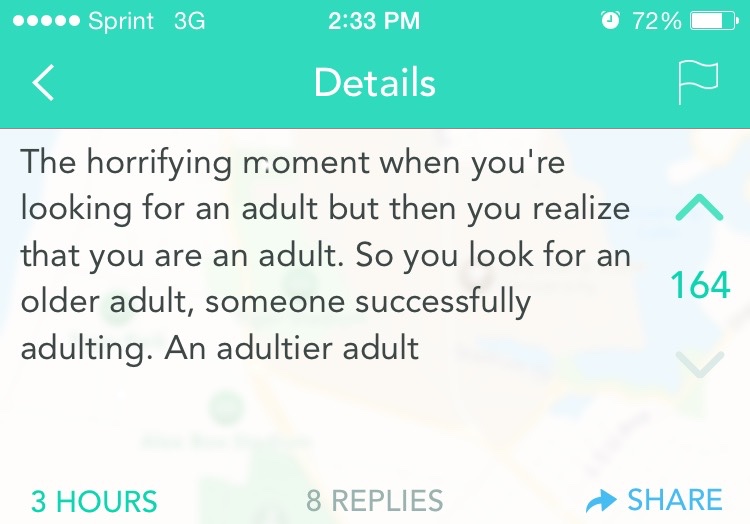 Sprint 3G 2:33 PM 72%
Details
The horrifying moment when you're
looking for an adult but then you realize
that you are an adult. So you look for an
older adult, someone successfully
adulting. An adultier adult
164
3 HOURS 8 REPLIES SHARE